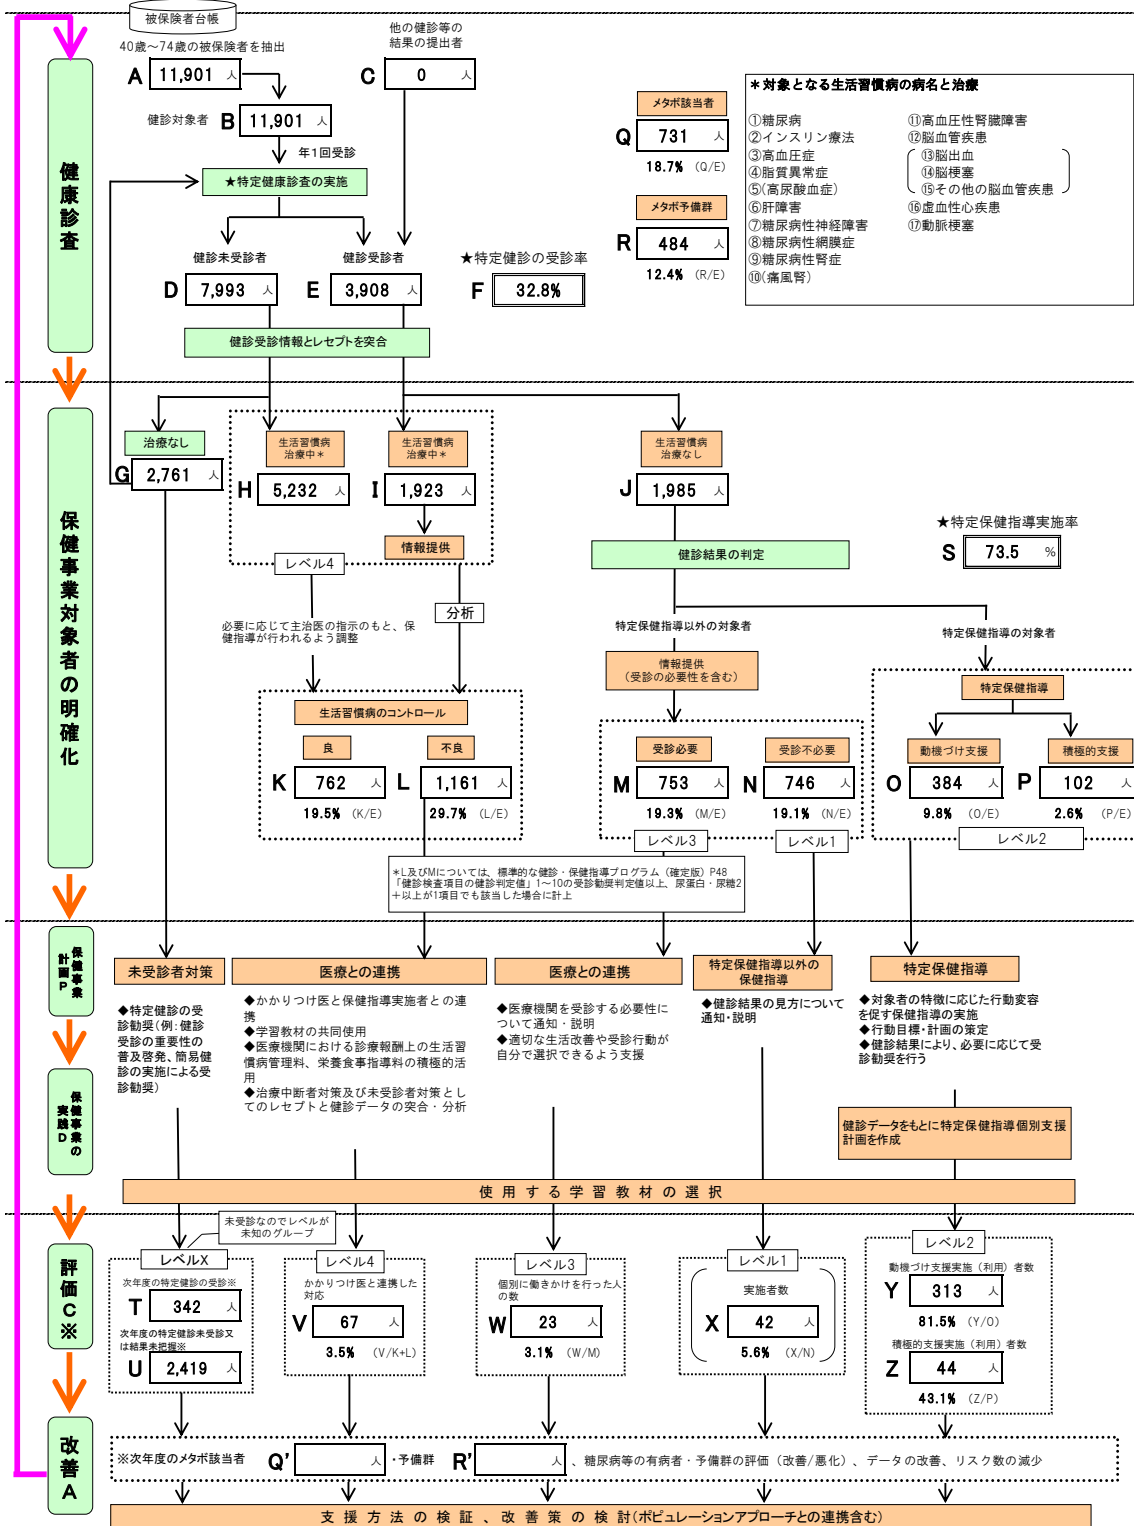 被保険者台帳
40歳～74歳の被保険者を抽出
A 11,901 人
他の健診等の
結果の提出者
C 0 人
健診対象者 B 11,901 人
年1回受診
★特定健康診査の実施
健診未受診者
D 7,993 人
健診受診者
E 3,908 人
★特定健診の受診率
F 32.8%
健診受診情報とレセプトを突合
メタボ該当者
Q 731 人
18.7% (Q/E)
メタボ予備群
R 484 人
12.4% (R/E)
＊対象となる生活習慣病の病名と治療
①糖尿病
②インスリン療法
③高血圧症
④脂質異常症
⑤(高尿酸血症)
⑥肝障害
⑦糖尿病性神経障害
⑧糖尿病性網膜症
⑨糖尿病性腎症
⑩(痛風腎)
⑪高血圧性腎臓障害
⑫脳血管疾患
⑬脳出血
⑭脳梗塞
⑮その他の脳血管疾患
⑯虚血性心疾患
⑰動脈梗塞
健康診査
保健事業対象者の明確化
治療なし
G 2,761 人
生活習慣病
治療中＊
H 5,232 人
生活習慣病
治療中＊
I 1,923 人
情報提供
レベル4
生活習慣病
治療なし
J 1,985 人
★特定保健指導実施率
S 73.5 %
健診結果の判定
分析
必要に応じて主治医の指示のもと、保
健指導が行われるよう調整
特定保健指導以外の対象者
特定保健指導の対象者
情報提供
(受診の必要性を含む)
特定保健指導
生活習慣病のコントロール
良
K 762 人
19.5% (K/E)
不良
L 1,161 人
29.7% (L/E)
受診必要
M 753 人
19.3% (M/E)
レベル3
受診不必要
N 746 人
19.1% (N/E)
レベル1
動機づけ支援
O 384 人
9.8% (O/E)
積極的支援
P 102 人
2.6% (P/E)
レベル2
＊L及びMについては、標準的な健診・保健指導プログラム（確定版）P48
「健診検査項目の健診判定値」1～10の受診勧奨判定値以上、尿蛋白・尿糖2
＋以上が1項目でも該当した場合に計上
保健事業
計画P
未受診者対策
◆特定健診の受
診勧奨(例:健診
受診の重要性の
普及啓発、簡易健
診の実施による受
診勧奨)
医療との連携
◆かかりつけ医と保健指導実施者との連
携
◆学習教材の共同使用
◆医療機関における診療報酬上の生活習
慣病管理料、栄養食事指導料の積極的活
用
◆治療中断者対策及び未受診者対策とし
てのレセプトと健診データの突合・分析
医療との連携
◆医療機関を受診する必要性に
ついて通知・説明
◆適切な生活改善や受診行動が
自分で選択できるよう支援
特定保健指導以外の
保健指導
◆健診結果の見方について
通知・説明
特定保健指導
◆対象者の特徴に応じた行動変容
を促す保健指導の実施
◆行動目標・計画の策定
◆健診結果により、必要に応じて受
診勧奨を行う
保健事業の
実践D
健診データをもとに特定保健指導個別支援
計画を作成
使用する学習教材の選択
評価C※
未受診なのでレベルが
未知のグループ
レベルX
次年度の特定健診の受診※
T 342 人
次年度の特定健診未受診又
は結果未把握※
U 2,419 人
レベル4
かかりつけ医と連携した
対応
V 67 人
3.5% (V/K+L)
レベル3
個別に働きかけを行った人
の数
W 23 人
3.1% (W/M)
レベル1
実施者数
X 42 人
5.6% (X/N)
レベル2
動機づけ支援実施（利用）者数
Y 313 人
81.5% (Y/O)
積極的支援実施（利用）者数
Z 44 人
43.1% (Z/P)
改善A
※次年度のメタボ該当者 Q' 人 ・予備群 R' 人 、糖尿病等の有病者・予備群の評価（改善/悪化）、データの改善、リスク数の減少
支援方法の検証、改善策の検討(ポピュレーションアプローチとの連携含む)